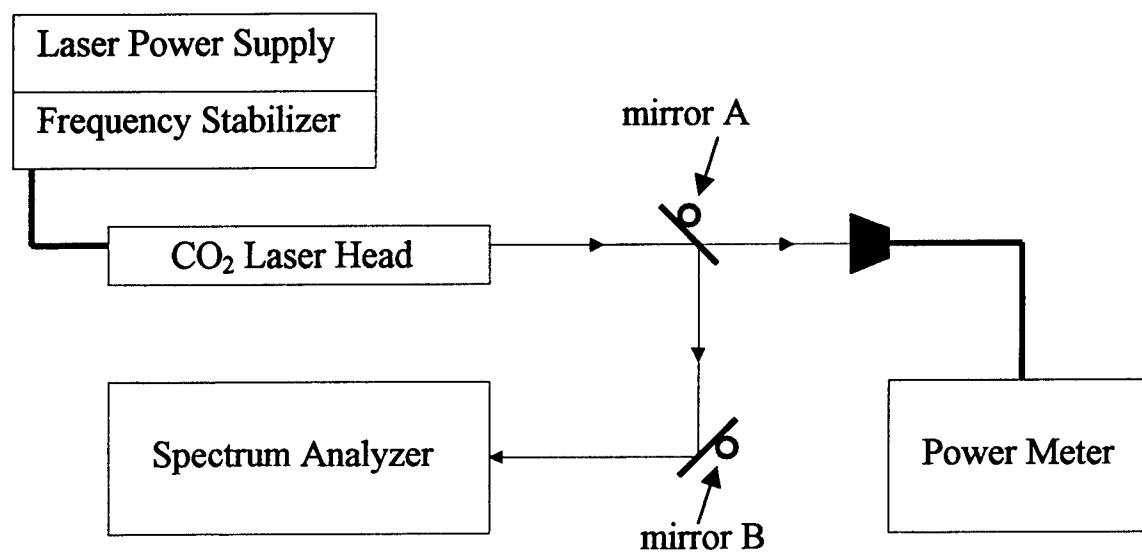 Laser Power Supply
Frequency Stabilizer
mirror A
CO₂ Laser Head
Spectrum Analyzer
Power Meter
mirror B